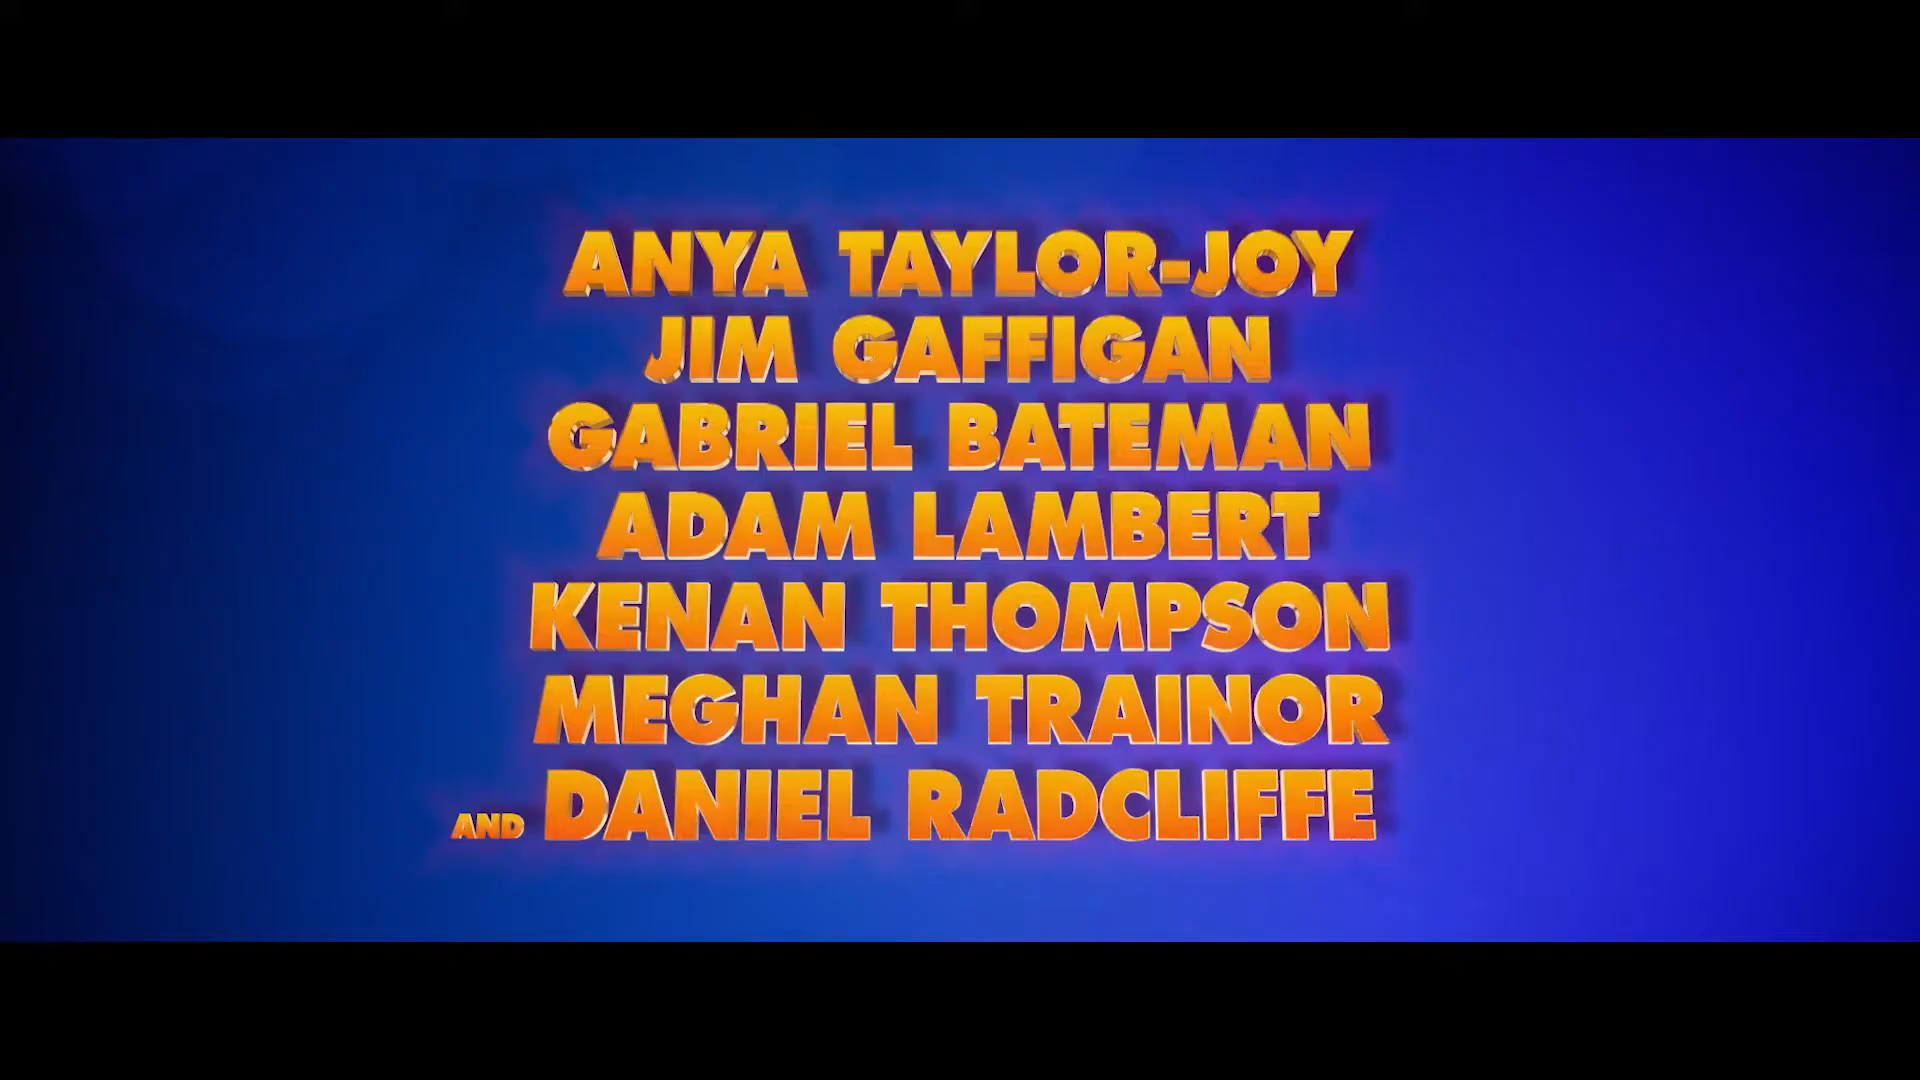 ANYA TAYLOR-JOY
JIM GAFFIGAN
GABRIEL BATEMAN
ADAM LAMBERT
KENAN THOMPSON
MEGHAN TRAINOR
AND DANIEL RADCLIFFE